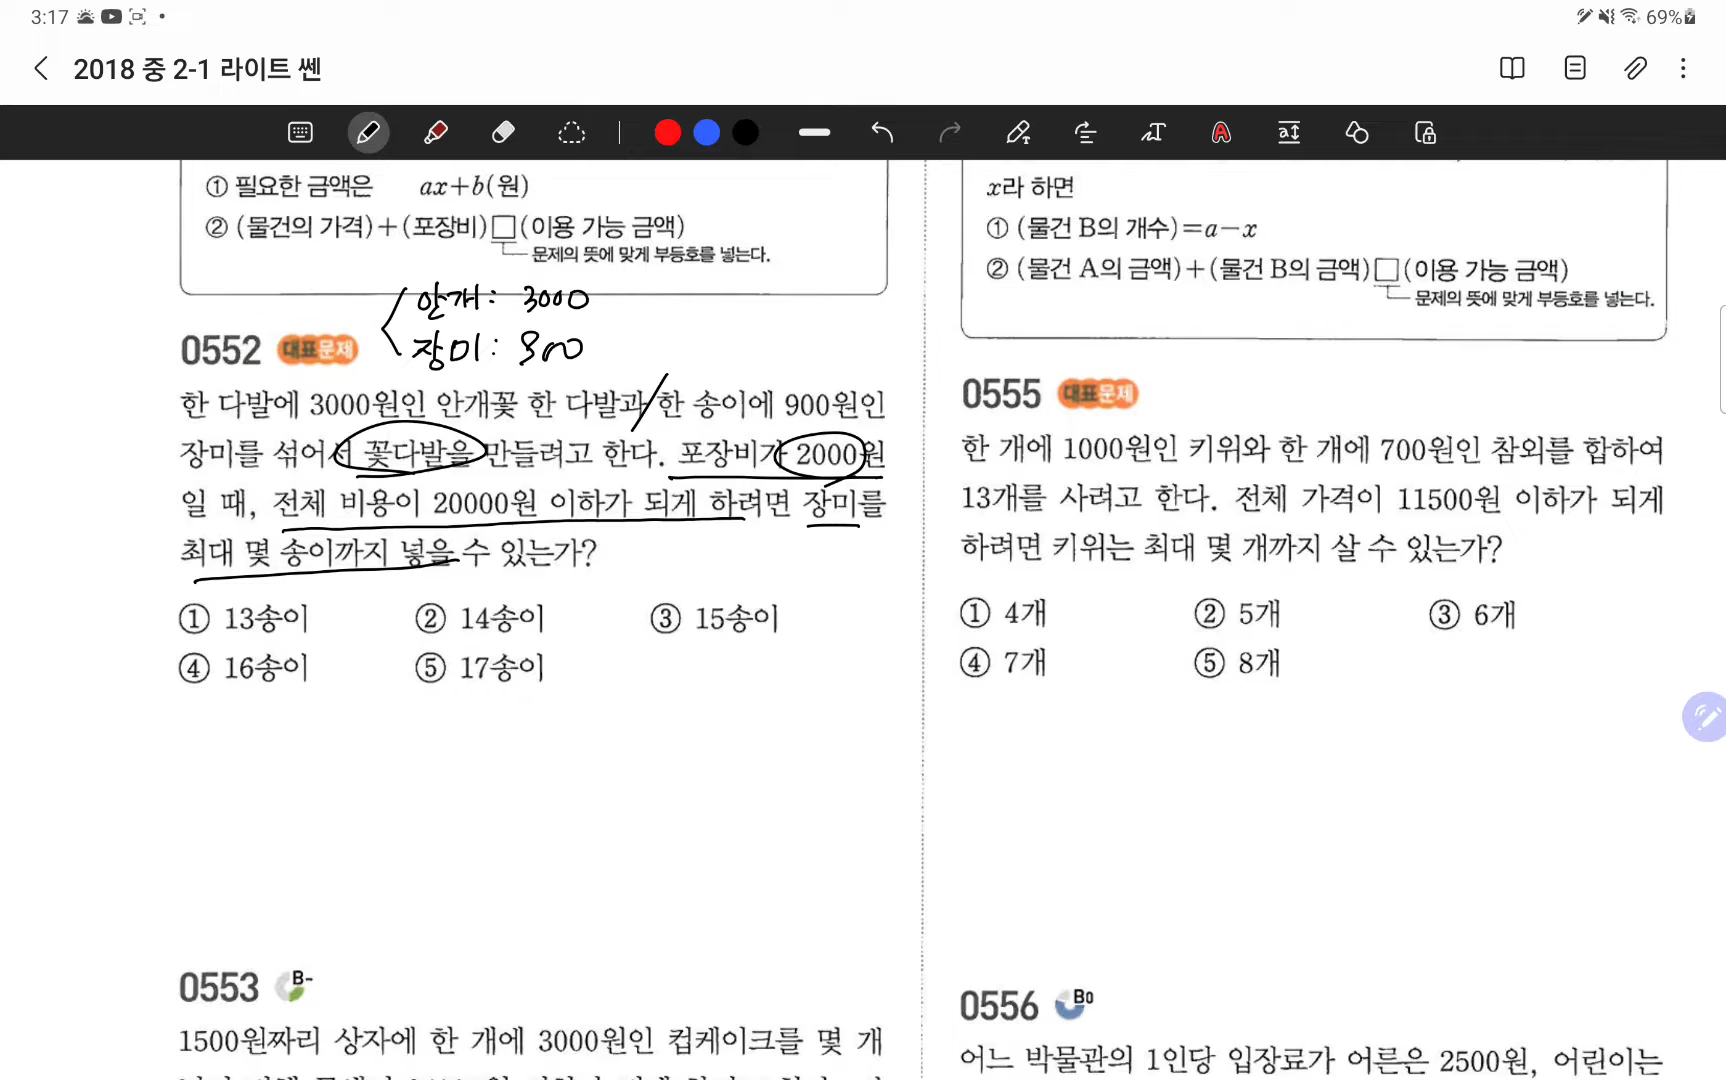 3:17
69%
2018 중 2-1 라이트 쎈
① 필요한 금액은 ax+b(원)
② (물건의 가격)+(포장비)□(이용 가능 금액)
문제의 뜻에 맞게 부등호를 넣는다.
안개: 3000
장미: 900
0552 대표문제
한 다발에 3000원인 안개꽃 한 다발과 한 송이에 900원인
장미를 섞어서 꽃다발을 만들려고 한다. 포장비가 2000원
일 때, 전체 비용이 20000원 이하가 되게 하려면 장미를
최대 몇 송이까지 넣을 수 있는가?
① 13송이 ② 14송이 ③ 15송이
④ 16송이 ⑤ 17송이
0553 B-
1500원짜리 상자에 한 개에 3000원인 컵케이크를 몇 개
x라 하면
① (물건 B의 개수)=a-x
② (물건 A의 금액)+(물건 B의 금액)□(이용 가능 금액)
문제의 뜻에 맞게 부등호를 넣는다.
0555 대표문제
한 개에 1000원인 키위와 한 개에 700원인 참외를 합하여
13개를 사려고 한다. 전체 가격이 11500원 이하가 되게
하려면 키위는 최대 몇 개까지 살 수 있는가?
① 4개 ② 5개 ③ 6개
④ 7개 ⑤ 8개
0556 B0
어느 박물관의 1인당 입장료가 어른은 2500원, 어린이는